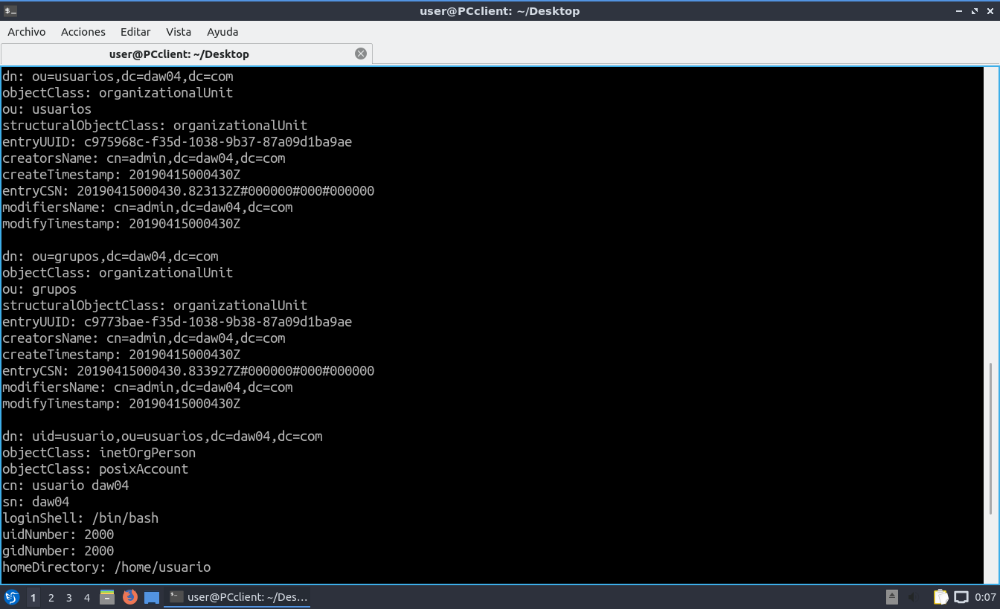 user@PCclient: ~/Desktop
Archivo Acciones Editar Vista Ayuda
user@PCclient: ~/Desktop
dn: ou=usuarios,dc=daw04,dc=com
objectClass: organizationalUnit
ou: usuarios
structuralObjectClass: organizationalUnit
entryUUID: c975968c-f35d-1038-9b37-87a09d1ba9ae
creatorsName: cn=admin,dc=daw04,dc=com
createTimestamp: 20190415000430Z
entryCSN: 20190415000430.823132Z#000000#000#000000
modifiersName: cn=admin,dc=daw04,dc=com
modifyTimestamp: 20190415000430Z
dn: ou=grupos,dc=daw04,dc=com
objectClass: organizationalUnit
ou: grupos
structuralObjectClass: organizationalUnit
entryUUID: c9773bae-f35d-1038-9b38-87a09d1ba9ae
creatorsName: cn=admin,dc=daw04,dc=com
createTimestamp: 20190415000430Z
entryCSN: 20190415000430.833927Z#000000#000#000000
modifiersName: cn=admin,dc=daw04,dc=com
modifyTimestamp: 20190415000430Z
dn: uid=usuario,ou=usuarios,dc=daw04,dc=com
objectClass: inetOrgPerson
objectClass: posixAccount
cn: usuario daw04
sn: daw04
loginShell: /bin/bash
uidNumber: 2000
gidNumber: 2000
homeDirectory: /home/usuario
1 2 3 4 user@PCclient: ~/Des... 0:07